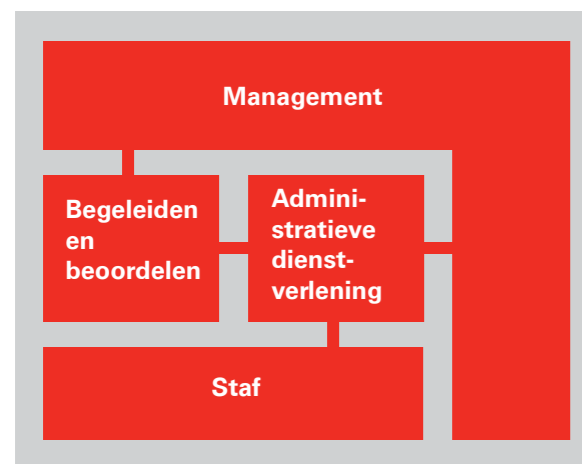 Management
Begeleiden
en
beoordelen
Admini-
stratieve
dienst-
verlening
Staf